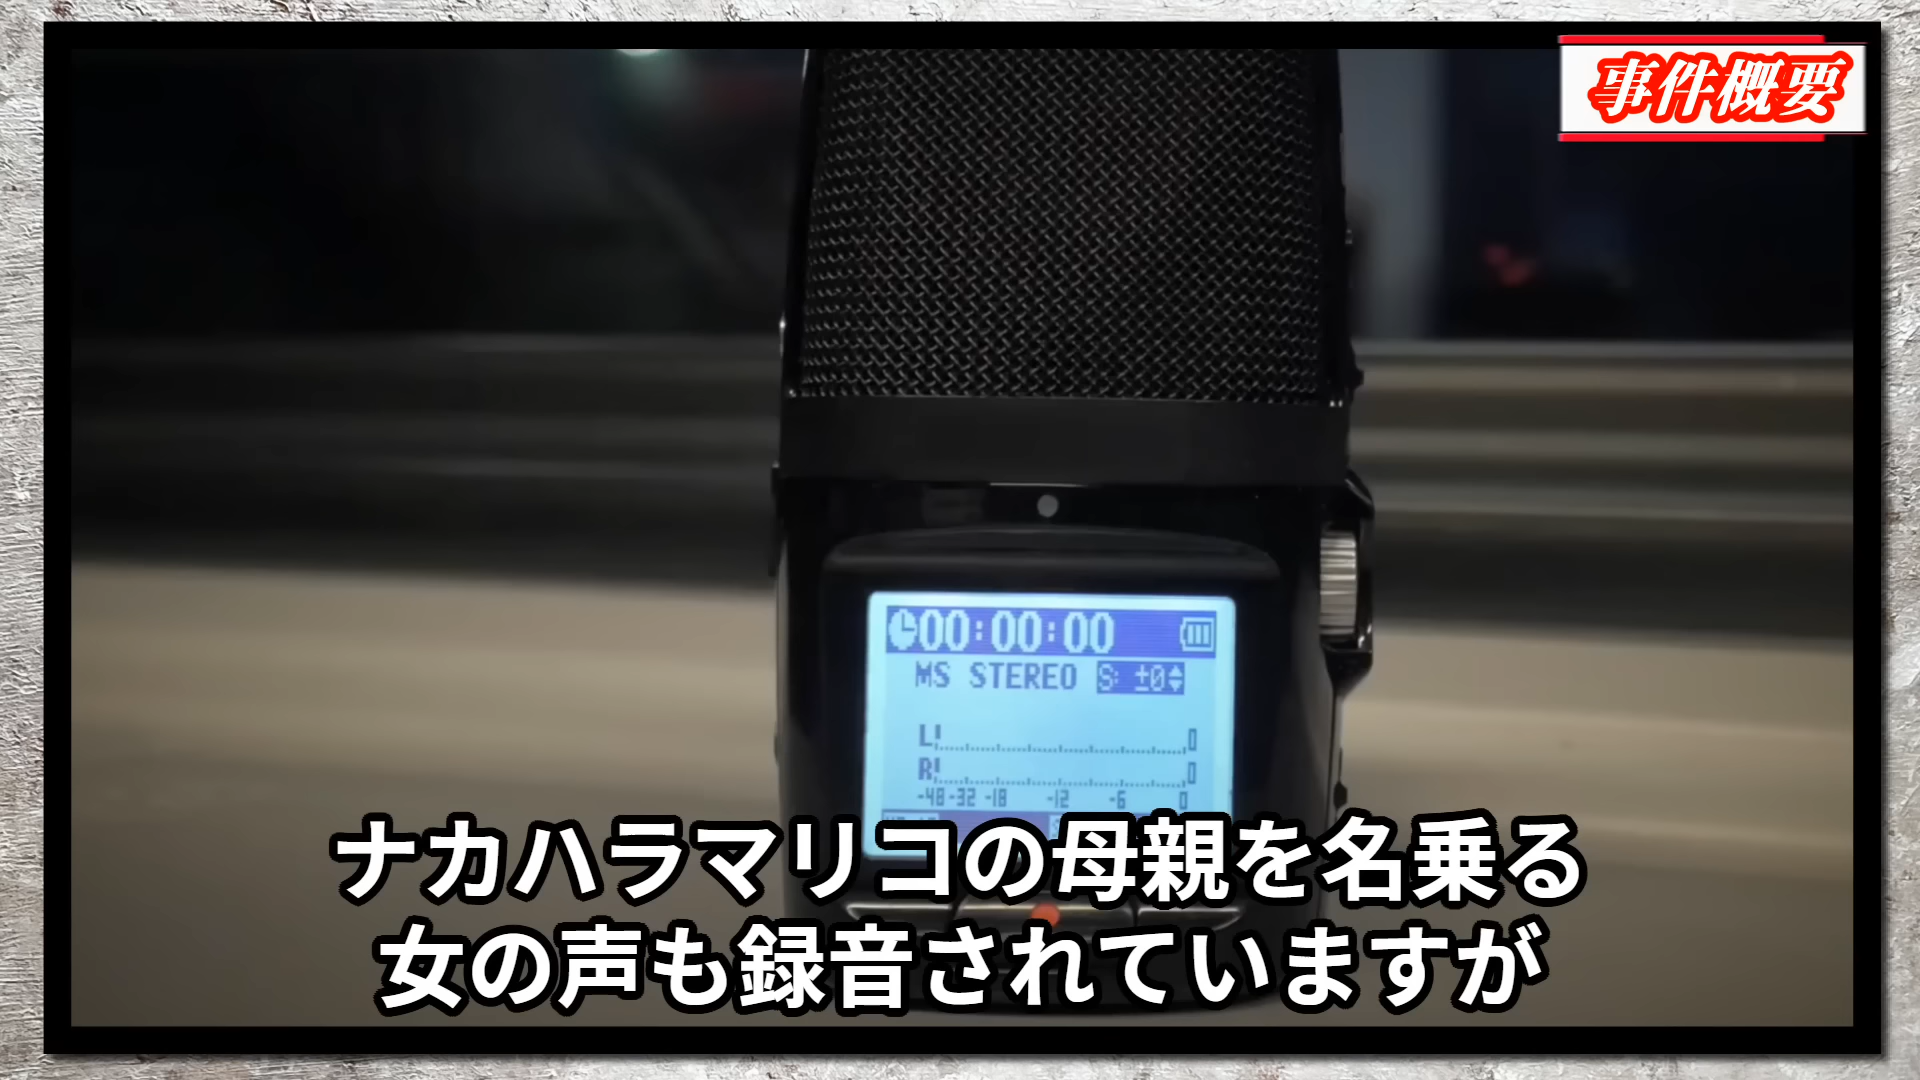 事件概要
00:00:00
MS STEREO S: ±0
L 0
R 0
-48 -32 -18 -12 -6 0
ナカハラマリコの母親を名乗る
女の声も録音されていますが